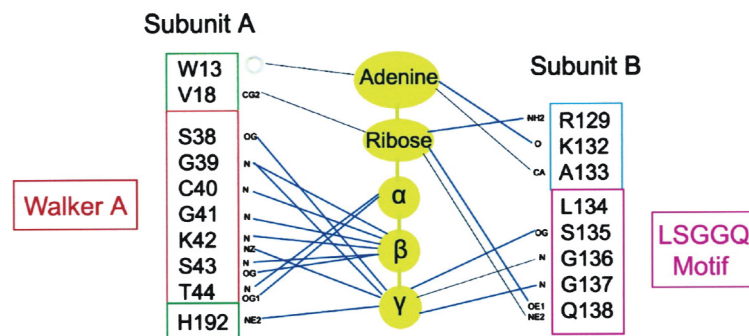 Subunit A
W13
V18 CG2
S38 OG
G39 N
C40 N
G41 N
K42 N
NZ
S43 N
OG
T44 N
OG1
H192 NE2
Walker A
Adenine
Ribose
α
β
γ
Subunit B
NH2 R129
O K132
CA A133
L134
OG S135
N G136
N G137
OE1 Q138
NE2
LSGGQ
Motif